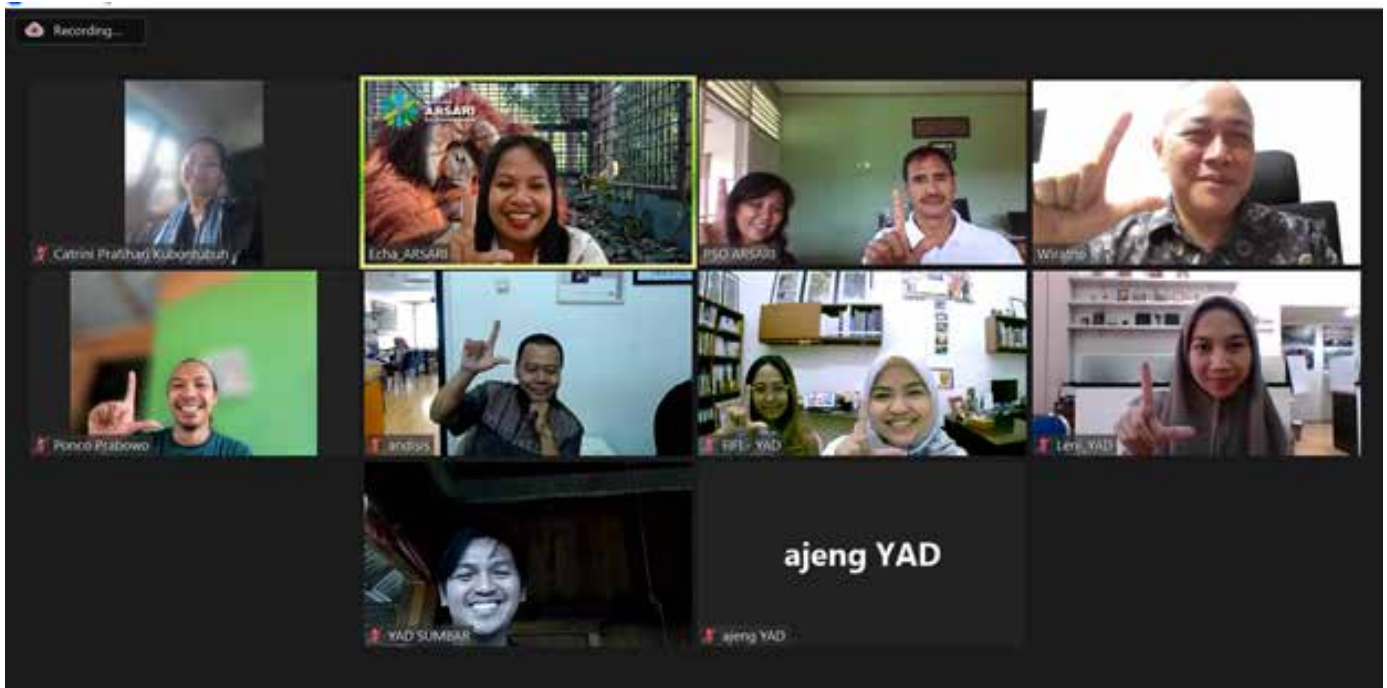 Recording...
ARSARI
Catrini Pratihari Kubontubuh
Echa_ARSARI
PSO ARSARI
Wiratno
Ponco Prabowo
andisis
FIFI - YAD
Leni_YAD
YAD SUMBAR
ajeng YAD
ajeng YAD